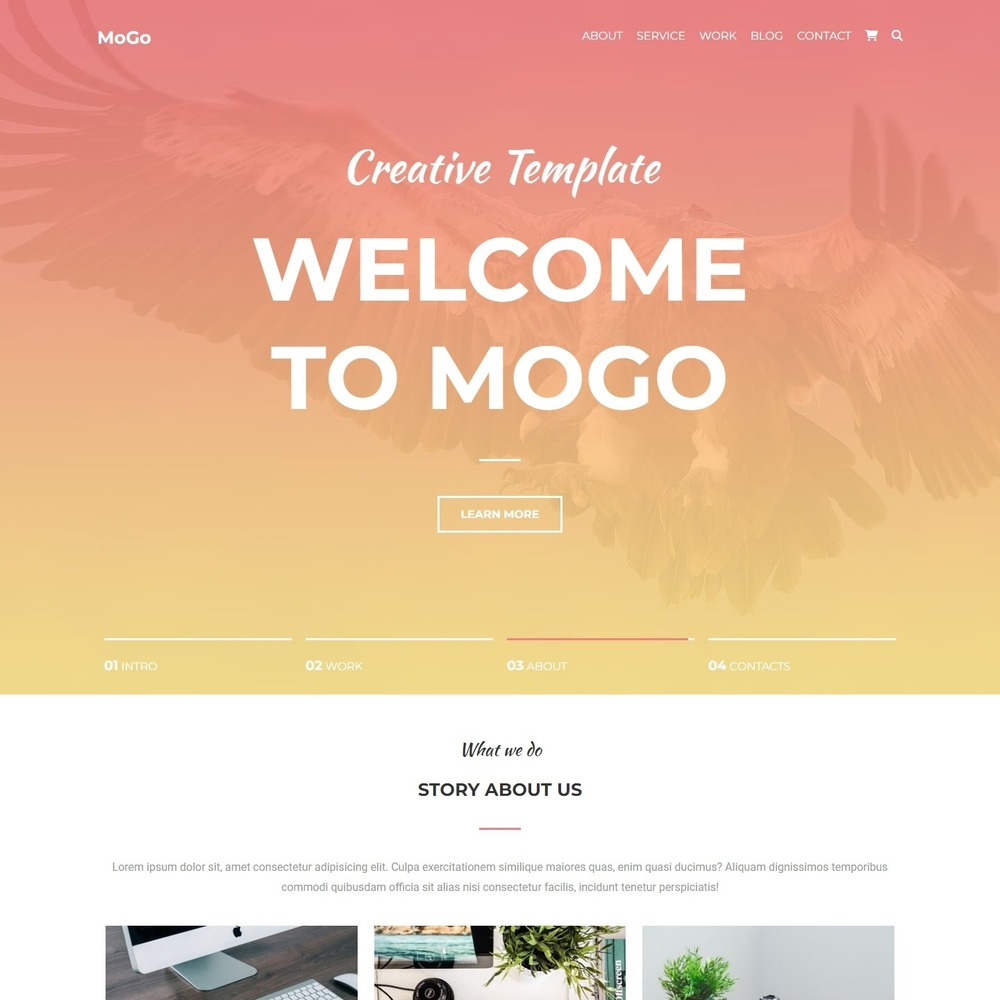 MoGo
ABOUT SERVICE WORK BLOG CONTACT
Creative Template
WELCOME
TO MOGO
LEARN MORE
01 INTRO
02 WORK
03 ABOUT
04 CONTACTS
What we do
STORY ABOUT US
Lorem ipsum dolor sit, amet consectetur adipisicing elit. Culpa exercitationem similique maiores quas, enim quasi ducimus? Aliquam dignissimos temporibus
commodi quibusdam officia sit alias nisi consectetur facilis, incidunt tenetur perspiciatis!